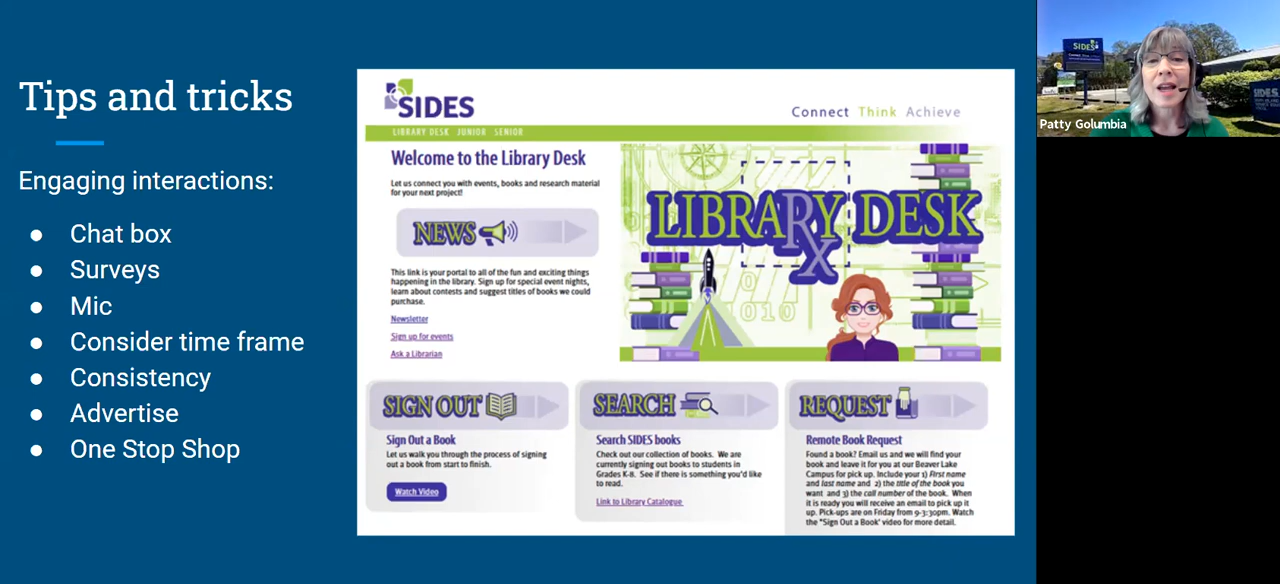 Tips and tricks
Engaging interactions:
Chat box
Surveys
Mic
Consider time frame
Consistency
Advertise
One Stop Shop
SIDES
Connect Think Achieve
LIBRARY DESK JUNIOR SENIOR
Welcome to the Library Desk
Let us connect you with events, books and research material
for your next project!
NEWS
This link is your portal to all of the fun and exciting things
happening in the library. Sign up for special event nights,
learn about contests and suggest titles of books we could
purchase.
Newsletter
Sign up for events
Ask a Librarian
LIBRARY DESK
X
010
SIGN OUT
Sign Out a Book
Let us walk you through the process of signing
out a book from start to finish.
Watch Video
SEARCH
Search SIDES books
Check out our collection of books. We are
currently signing out books to students in
Grades K-8. See if there is something you'd like
to read.
Link to Library Catalogue
REQUEST
Remote Book Request
Found a book? Email us and we will find your
book and leave it for you at our Beaver Lake
Campus for pick up. Include your 1) First name
and last name and 2) the title of the book you
want and 3) the call number of the book. When
it is ready you will receive an email to pick up it
up. Pick-ups are on Friday from 9-3:30pm. Watch
the "Sign Out a Book' video for more detail.
SIDES
SIDES
Patty Golumbia